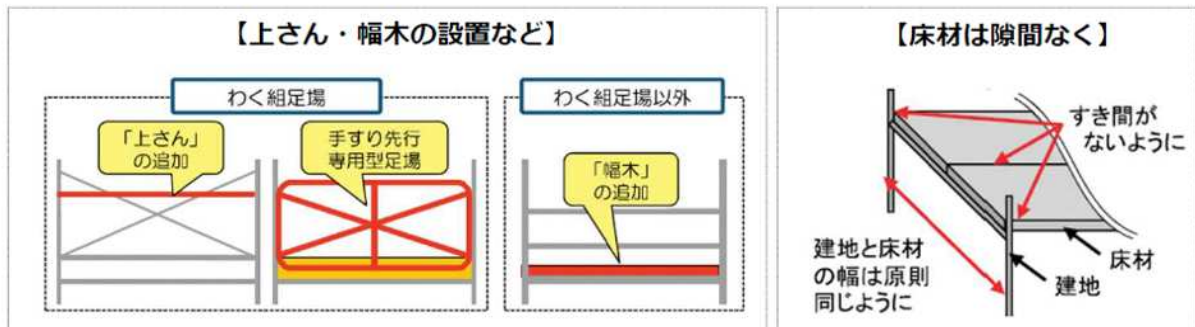 【上さん・幅木の設置など】
わく組足場
「上さん」
の追加
手すり先行
専用型足場
わく組足場以外
「幅木」
の追加
【床材は隙間なく】
すき間が
ないように
建地と床材
の幅は原則
同じように
床材
建地